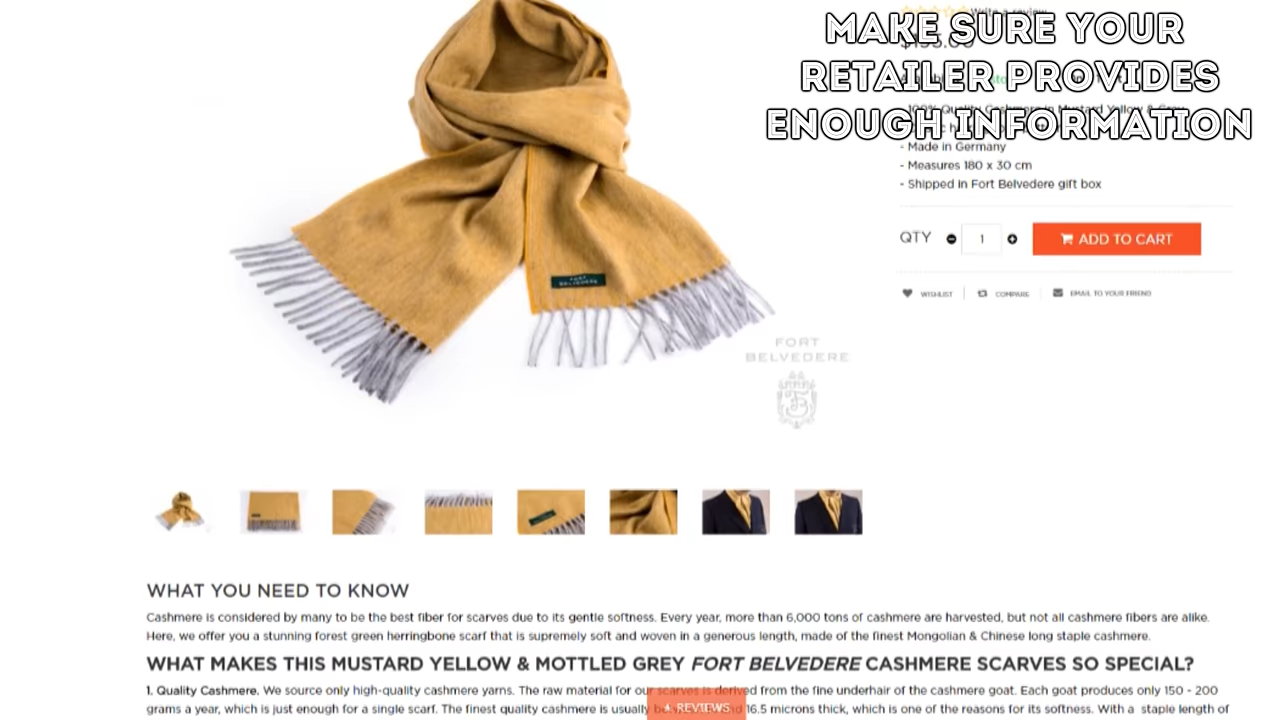 Write a review
MAKE SURE YOUR
RETAILER PROVIDES
ENOUGH INFORMATION
- Made in Germany
- Measures 180 x 30 cm
- Shipped in Fort Belvedere gift box
QTY 1 ADD TO CART
WISHLIST COMPARE EMAIL TO YOUR FRIEND
FORT
BELVEDERE
FORT
BELVEDERE
WHAT YOU NEED TO KNOW
Cashmere is considered by many to be the best fiber for scarves due to its gentle softness. Every year, more than 6,000 tons of cashmere are harvested, but not all cashmere fibers are alike.
Here, we offer you a stunning forest green herringbone scarf that is supremely soft and woven in a generous length, made of the finest Mongolian & Chinese long staple cashmere.
WHAT MAKES THIS MUSTARD YELLOW & MOTTLED GREY FORT BELVEDERE CASHMERE SCARVES SO SPECIAL?
1. Quality Cashmere. We source only high-quality cashmere yarns. The raw material for our scarves is derived from the fine underhair of the cashmere goat. Each goat produces only 150 - 200
grams a year, which is just enough for a single scarf. The finest quality cashmere is usually 16.5 microns thick, which is one of the reasons for its softness. With a staple length of
REVIEWS